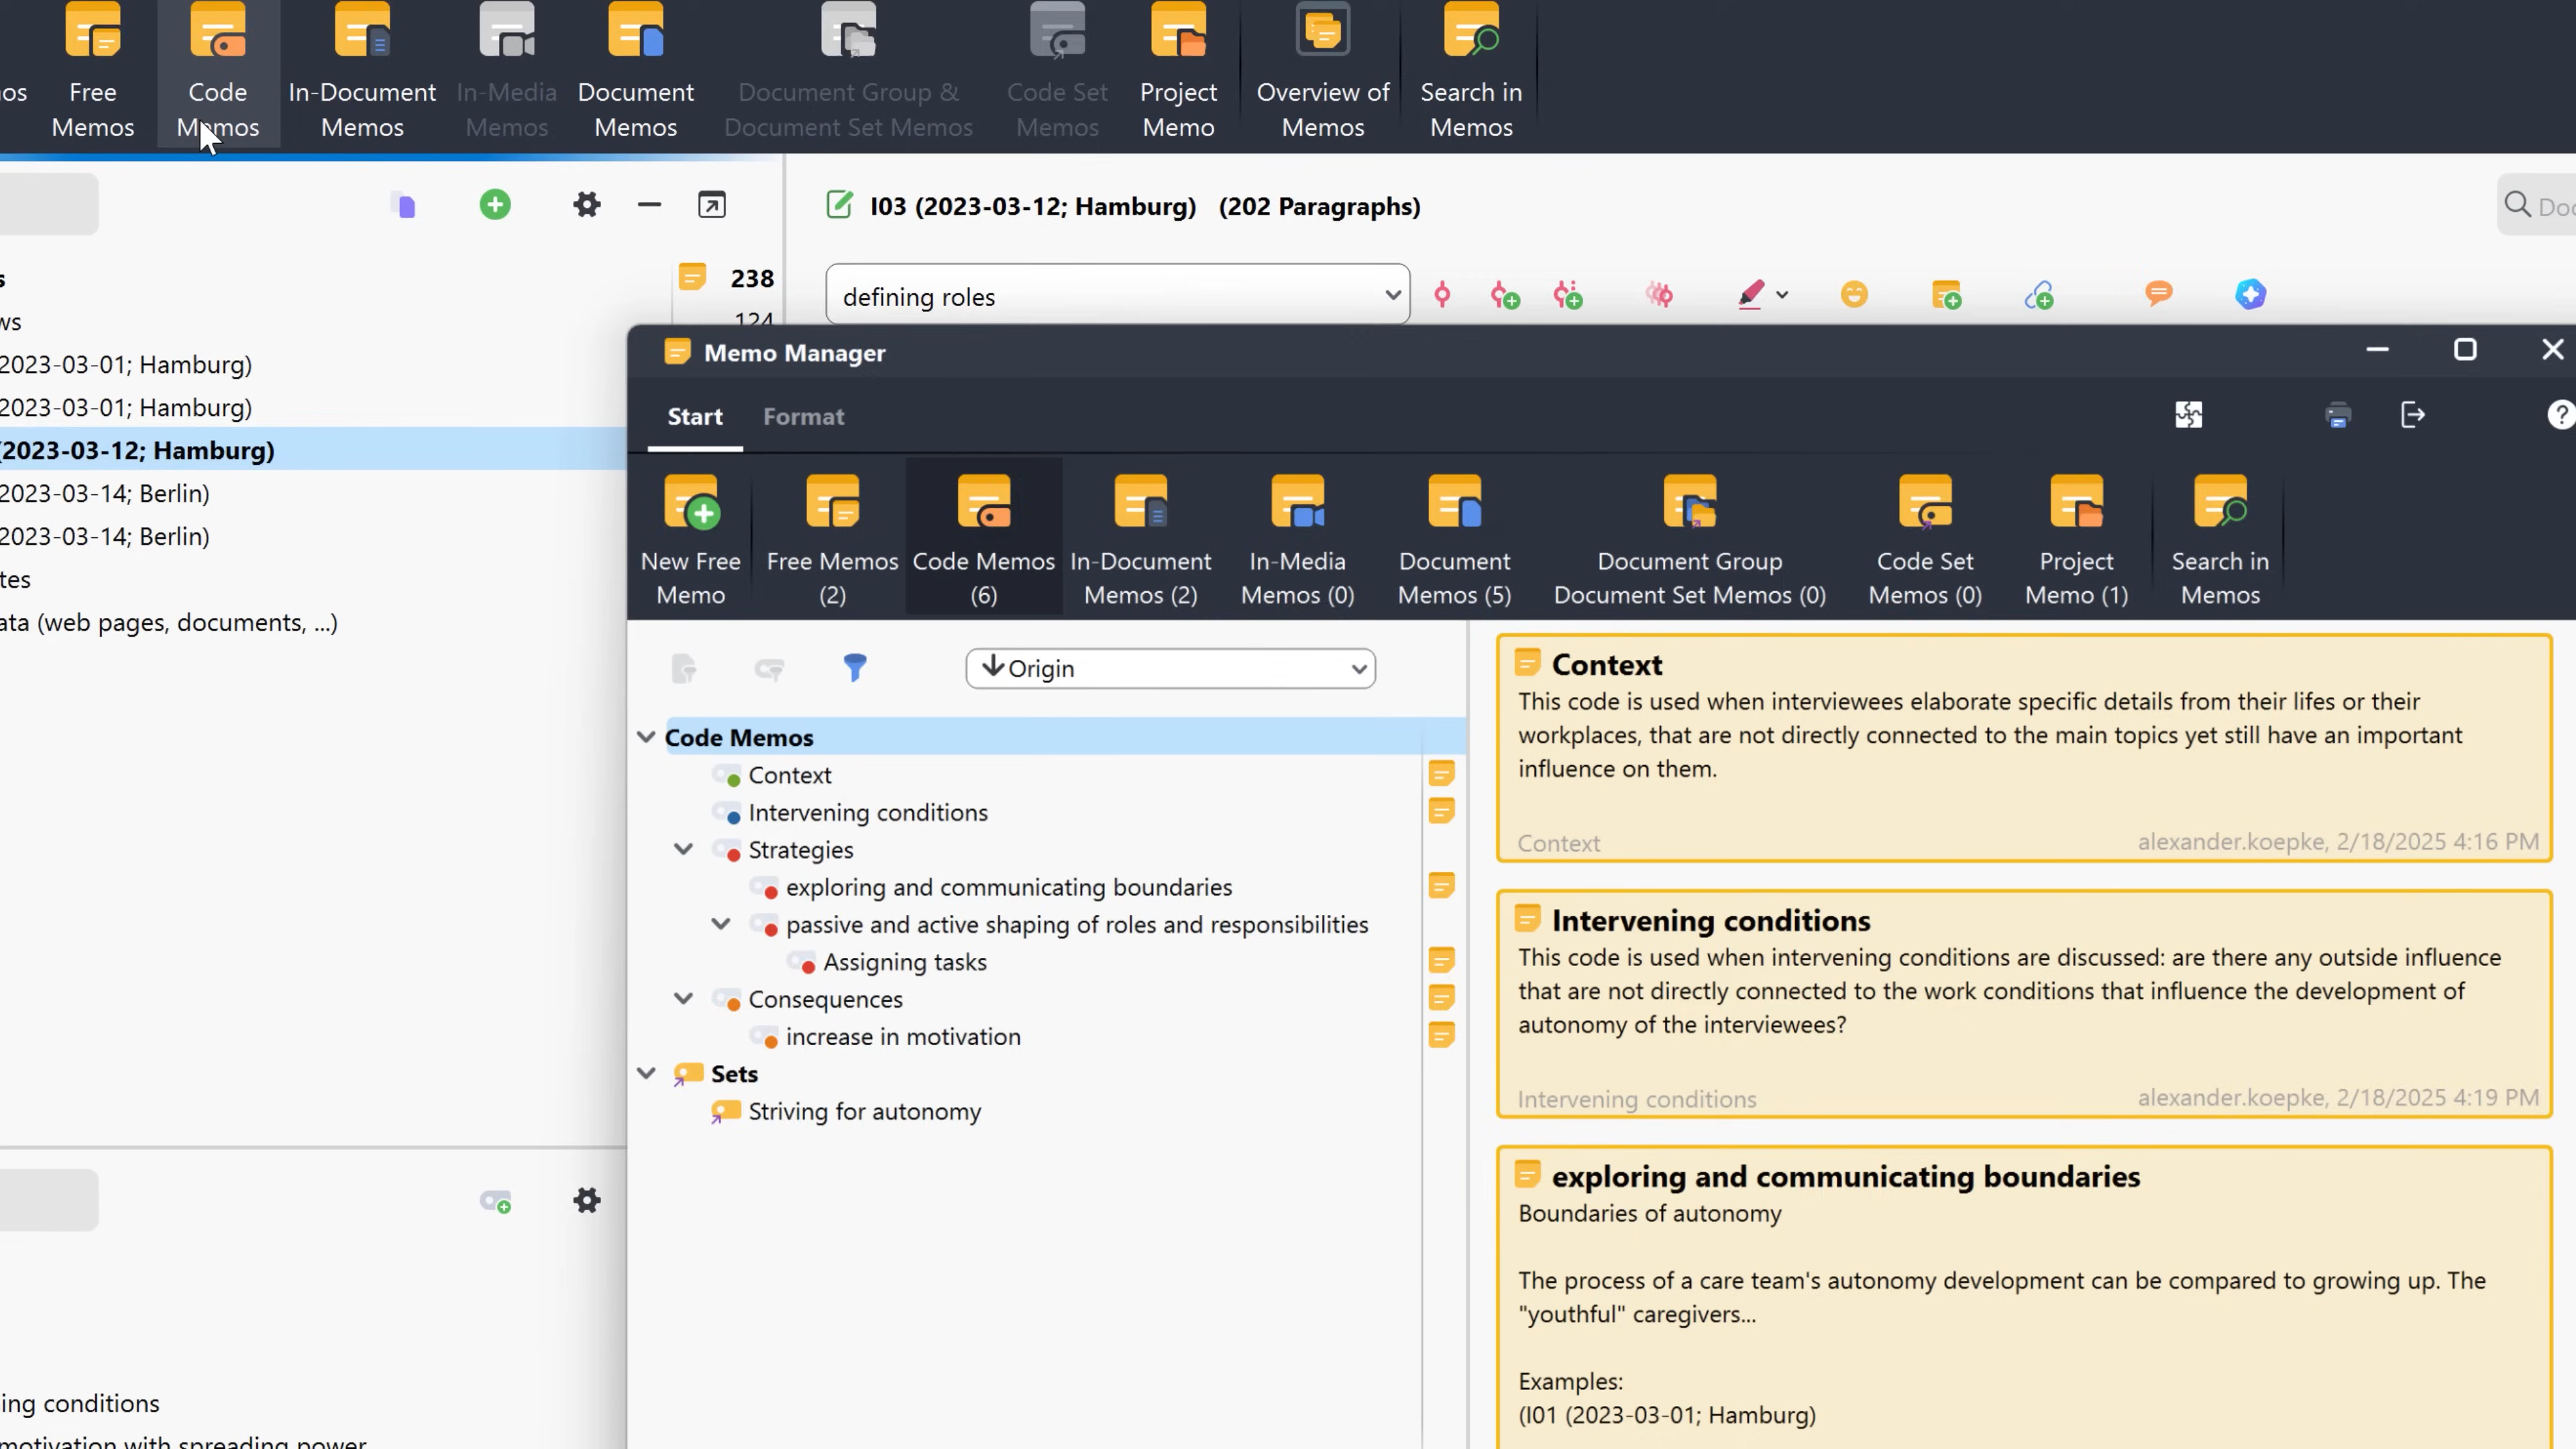 os
Free
Memos
Code
Memos
In-Document
Memos
In-Media
Memos
Document
Memos
Document Group &
Document Set Memos
Code Set
Memos
Project
Memo
Overview of
Memos
Search in
Memos
I03 (2023-03-12; Hamburg) (202 Paragraphs)
Doc
s
238
ws
124
defining roles
2023-03-01; Hamburg)
2023-03-01; Hamburg)
(2023-03-12; Hamburg)
2023-03-14; Berlin)
2023-03-14; Berlin)
tes
ata (web pages, documents, ...)
ing conditions
motivation with spreading power
Memo Manager
Start
Format
New Free
Memo
Free Memos
(2)
Code Memos
(6)
In-Document
Memos (2)
In-Media
Memos (0)
Document
Memos (5)
Document Group
Document Set Memos (0)
Code Set
Memos (0)
Project
Memo (1)
Search in
Memos
Origin
Code Memos
Context
Intervening conditions
Strategies
exploring and communicating boundaries
passive and active shaping of roles and responsibilities
Assigning tasks
Consequences
increase in motivation
Sets
Striving for autonomy
Context
This code is used when interviewees elaborate specific details from their lifes or their
workplaces, that are not directly connected to the main topics yet still have an important
influence on them.
Context
alexander.koepke, 2/18/2025 4:16 PM
Intervening conditions
This code is used when intervening conditions are discussed: are there any outside influence
that are not directly connected to the work conditions that influence the development of
autonomy of the interviewees?
Intervening conditions
alexander.koepke, 2/18/2025 4:19 PM
exploring and communicating boundaries
Boundaries of autonomy
The process of a care team's autonomy development can be compared to growing up. The
"youthful" caregivers...
Examples:
(I01 (2023-03-01; Hamburg)